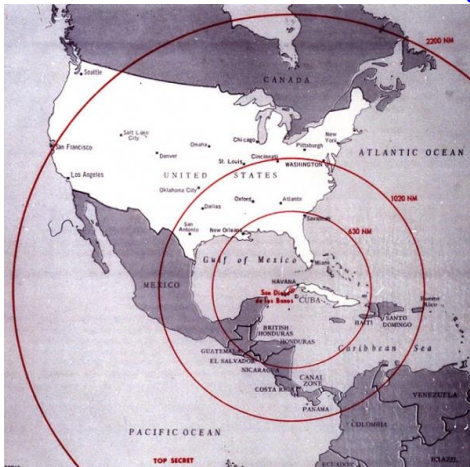 2200 NM
Seattle
CANADA
Salt Lake
City
Omaha
Chicago
New
York
Pittsburgh
San Francisco
Denver
St. Louis
Cincinnati
WASHINGTON
ATLANTIC OCEAN
Los Angeles
UNITED STATES
Oklahoma City
Oxford
Atlanta
1020 NM
Dallas
Savannah
San
Antonio
New Orleans
630 NM
Gulf of Mexico
Miami
MEXICO
HAVANA
San Diego
de los Banos
CUBA
Puerto
Rico
HAITI
SANTO
DOMINGO
BRITISH
HONDURAS
HONDURAS
Caribbean Sea
GUATEMALA
EL SALVADOR
NICARAGUA
CANAL
ZONE
COSTA RICA
PANAMA
VENEZUELA
COLOMBIA
PACIFIC OCEAN
TOP SECRET
ECUADOR